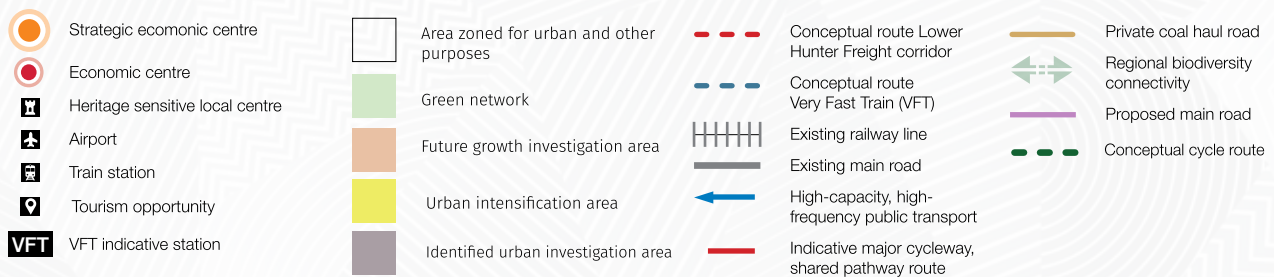 Strategic ecomonic centre
Economic centre
Heritage sensitive local centre
Airport
Train station
Tourism opportunity
VFT VFT indicative station
Area zoned for urban and other
purposes
Green network
Future growth investigation area
Urban intensification area
Identified urban investigation area
Conceptual route Lower
Hunter Freight corridor
Conceptual route
Very Fast Train (VFT)
Existing railway line
Existing main road
High-capacity, high-
frequency public transport
Indicative major cycleway,
shared pathway route
Private coal haul road
Regional biodiversity
connectivity
Proposed main road
Conceptual cycle route